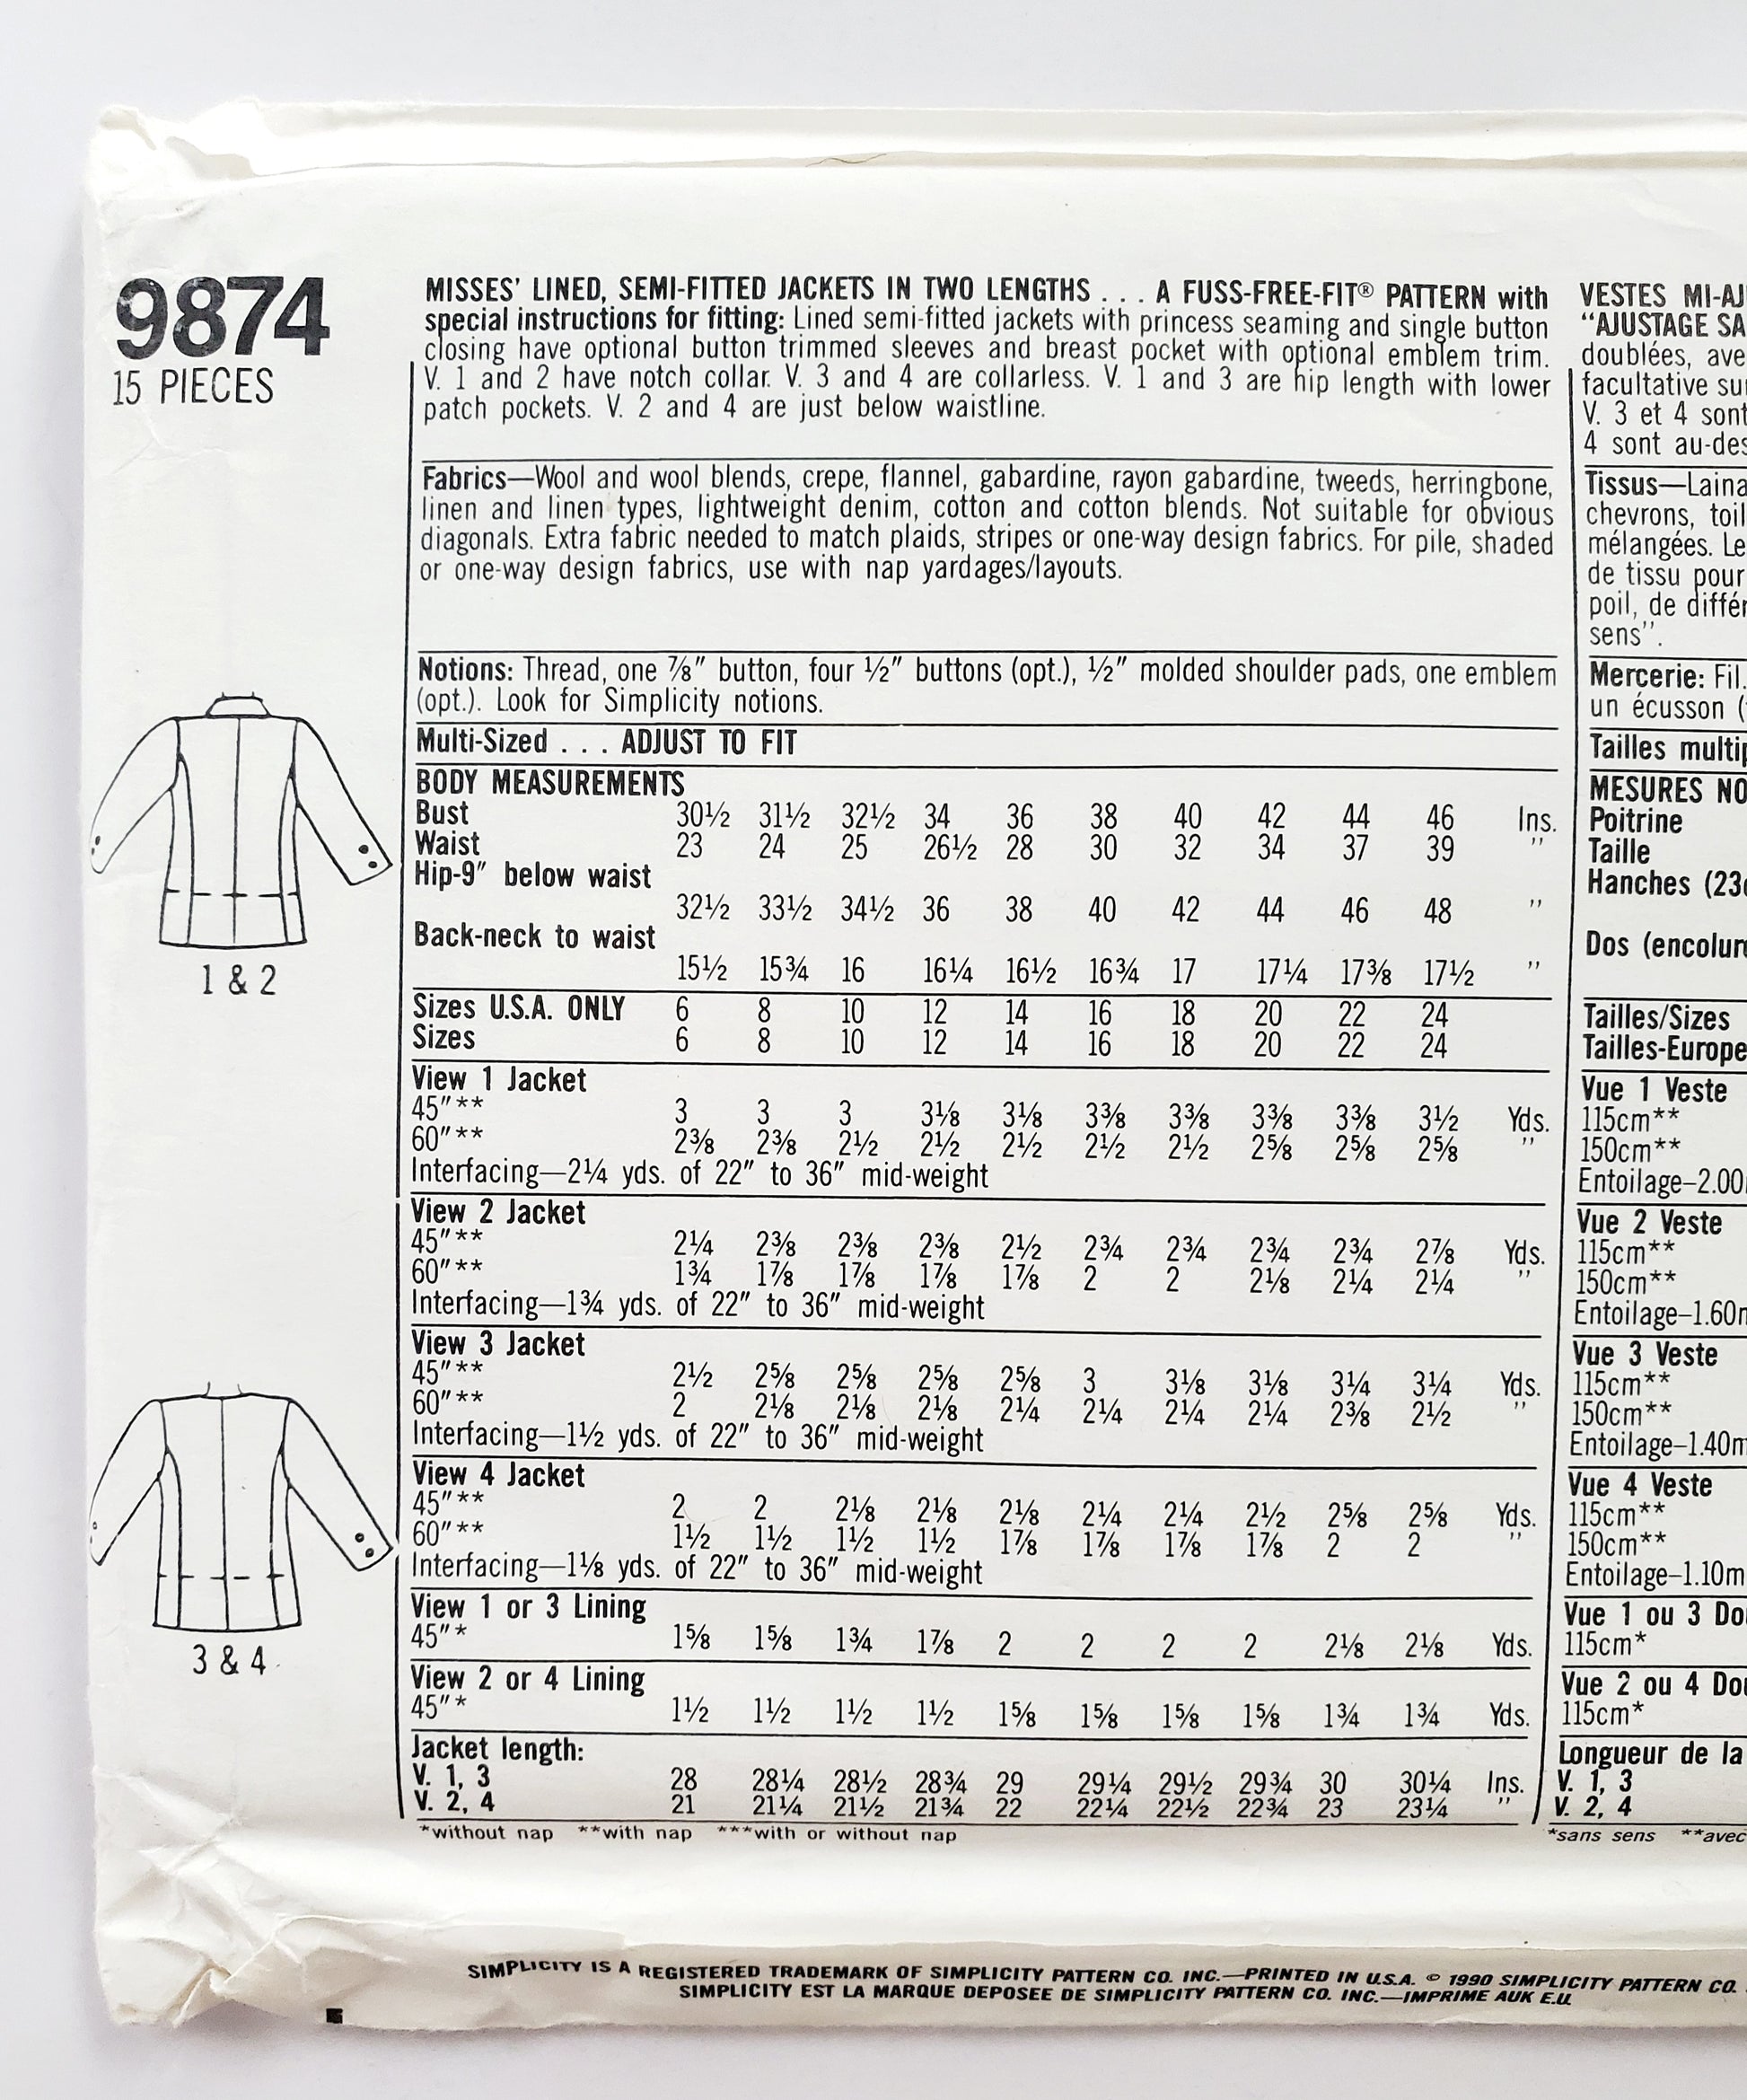 9874
15 PIECES
1 & 2
3 & 4
MISSES' LINED, SEMI-FITTED JACKETS IN TWO LENGTHS . . . A FUSS-FREE-FIT® PATTERN with
special instructions for fitting: Lined semi-fitted jackets with princess seaming and single button
closing have optional button trimmed sleeves and breast pocket with optional emblem trim.
V. 1 and 2 have notch collar. V. 3 and 4 are collarless. V. 1 and 3 are hip length with lower
patch pockets. V. 2 and 4 are just below waistline.
Fabrics—Wool and wool blends, crepe, flannel, gabardine, rayon gabardine, tweeds, herringbone,
linen and linen types, lightweight denim, cotton and cotton blends. Not suitable for obvious
diagonals. Extra fabric needed to match plaids, stripes or one-way design fabrics. For pile, shaded
or one-way design fabrics, use with nap yardages/layouts.
Notions: Thread, one ⅞″ button, four ½″ buttons (opt.), ½″ molded shoulder pads, one emblem
(opt.). Look for Simplicity notions.
Multi-Sized . . . ADJUST TO FIT
BODY MEASUREMENTS
Bust 30½ 31½ 32½ 34 36 38 40 42 44 46 Ins.
Waist 23 24 25 26½ 28 30 32 34 37 39 ″
Hip-9″ below waist
32½ 33½ 34½ 36 38 40 42 44 46 48 ″
Back-neck to waist
15½ 15¾ 16 16¼ 16½ 16¾ 17 17¼ 17⅜ 17½ ″
Sizes U.S.A. ONLY 6 8 10 12 14 16 18 20 22 24
Sizes 6 8 10 12 14 16 18 20 22 24
View 1 Jacket
45″** 3 3 3 3⅛ 3⅛ 3⅜ 3⅜ 3⅜ 3⅜ 3½ Yds.
60″** 2⅜ 2⅜ 2½ 2½ 2½ 2½ 2½ 2⅝ 2⅝ 2⅝ ″
Interfacing—2¼ yds. of 22″ to 36″ mid-weight
View 2 Jacket
45″** 2¼ 2⅜ 2⅜ 2⅜ 2½ 2¾ 2¾ 2¾ 2¾ 2⅞ Yds.
60″** 1¾ 1⅞ 1⅞ 1⅞ 1⅞ 2 2 2⅛ 2¼ 2¼ ″
Interfacing—1¾ yds. of 22″ to 36″ mid-weight
View 3 Jacket
45″** 2½ 2⅝ 2⅝ 2⅝ 2⅝ 3 3⅛ 3⅛ 3¼ 3¼ Yds.
60″** 2 2⅛ 2⅛ 2⅛ 2¼ 2¼ 2¼ 2¼ 2⅜ 2½ ″
Interfacing—1½ yds. of 22″ to 36″ mid-weight
View 4 Jacket
45″** 2 2 2⅛ 2⅛ 2⅛ 2¼ 2¼ 2½ 2⅝ 2⅝ Yds.
60″** 1½ 1½ 1½ 1½ 1⅞ 1⅞ 1⅞ 1⅞ 2 2 ″
Interfacing—1⅛ yds. of 22″ to 36″ mid-weight
View 1 or 3 Lining
45″* 1⅝ 1⅝ 1¾ 1⅞ 2 2 2 2 2⅛ 2⅛ Yds.
View 2 or 4 Lining
45″* 1½ 1½ 1½ 1½ 1⅝ 1⅝ 1⅝ 1⅝ 1¾ 1¾ Yds.
Jacket length:
V. 1, 3 28 28¼ 28½ 28¾ 29 29¼ 29½ 29¾ 30 30¼ Ins.
V. 2, 4 21 21¼ 21½ 21¾ 22 22¼ 22½ 22¾ 23 23¼ ″
*without nap **with nap ***with or without nap
VESTES MI-AJ
"AJUSTAGE SA
doublées, ave
facultative su
V. 3 et 4 sont
4 sont au-des
Tissus—Laina
chevrons, toil
mélangées. Le
de tissu pour
poil, de différ
sens".
Mercerie: Fil.
un écusson (
Tailles multip
MESURES NO
Poitrine
Taille
Hanches (23c
Dos (encolur
Tailles/Sizes
Tailles-Europe
Vue 1 Veste
115cm**
150cm**
Entoilage–2.00
Vue 2 Veste
115cm**
150cm**
Entoilage–1.60m
Vue 3 Veste
115cm**
150cm**
Entoilage–1.40m
Vue 4 Veste
115cm**
150cm**
Entoilage–1.10m
Vue 1 ou 3 Do
115cm*
Vue 2 ou 4 Do
115cm*
Longueur de la
V. 1, 3
V. 2, 4
*sans sens **avec
SIMPLICITY IS A REGISTERED TRADEMARK OF SIMPLICITY PATTERN CO. INC.—PRINTED IN U.S.A. © 1990 SIMPLICITY PATTERN CO.
SIMPLICITY EST LA MARQUE DEPOSEE DE SIMPLICITY PATTERN CO. INC.—IMPRIME AUK E.U.